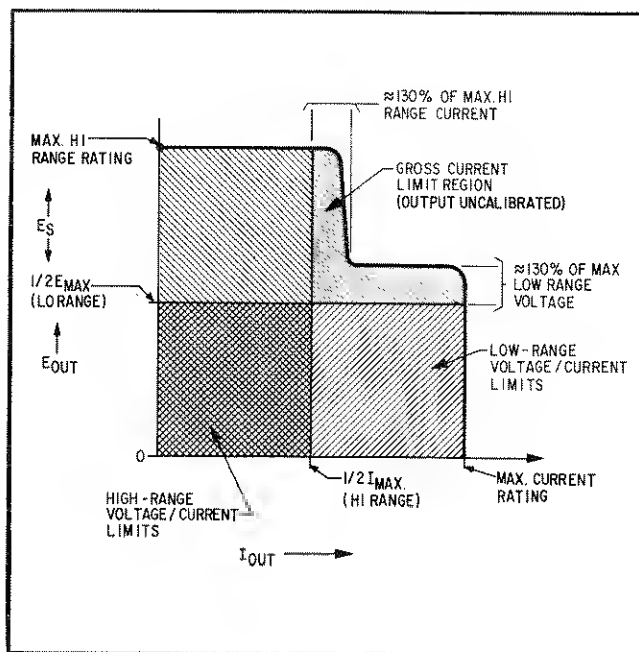 ≈130% OF MAX. HI
RANGE CURRENT
MAX. HI
RANGE RATING
GROSS CURRENT
LIMIT REGION
(OUTPUT UNCALIBRATED)
E_S
1/2E_MAX
(LO RANGE)
≈130% OF MAX
LOW RANGE
VOLTAGE
E_OUT
LOW-RANGE
VOLTAGE/CURRENT
LIMITS
0
1/2 I_MAX.
(HI RANGE)
MAX. CURRENT
RATING
HIGH-RANGE
VOLTAGE/CURRENT
LIMITS
I_OUT